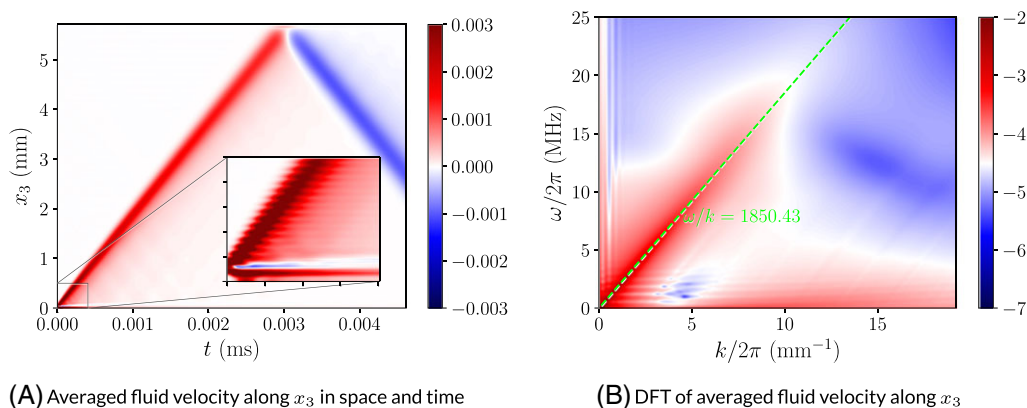 5
4
3
2
1
0
x₃ (mm)
0.000 0.001 0.002 0.003 0.004
t (ms)
0.003
0.002
0.001
0.000
−0.001
−0.002
−0.003
(A) Averaged fluid velocity along x₃ in space and time
25
20
15
10
5
0
ω/2π (MHz)
ω/k = 1850.43
0 5 10 15
k/2π (mm⁻¹)
−2
−3
−4
−5
−6
−7
(B) DFT of averaged fluid velocity along x₃